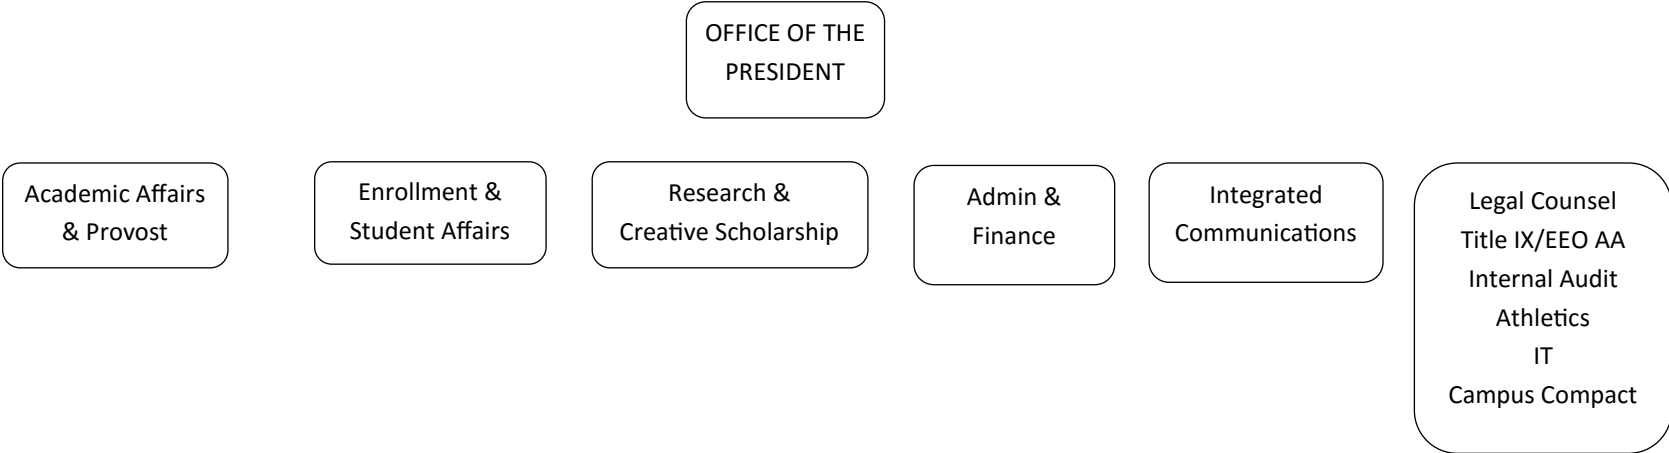 OFFICE OF THE
PRESIDENT
Academic Affairs
& Provost
Enrollment &
Student Affairs
Research &
Creative Scholarship
Admin &
Finance
Integrated
Communications
Legal Counsel
Title IX/EEO AA
Internal Audit
Athletics
IT
Campus Compact